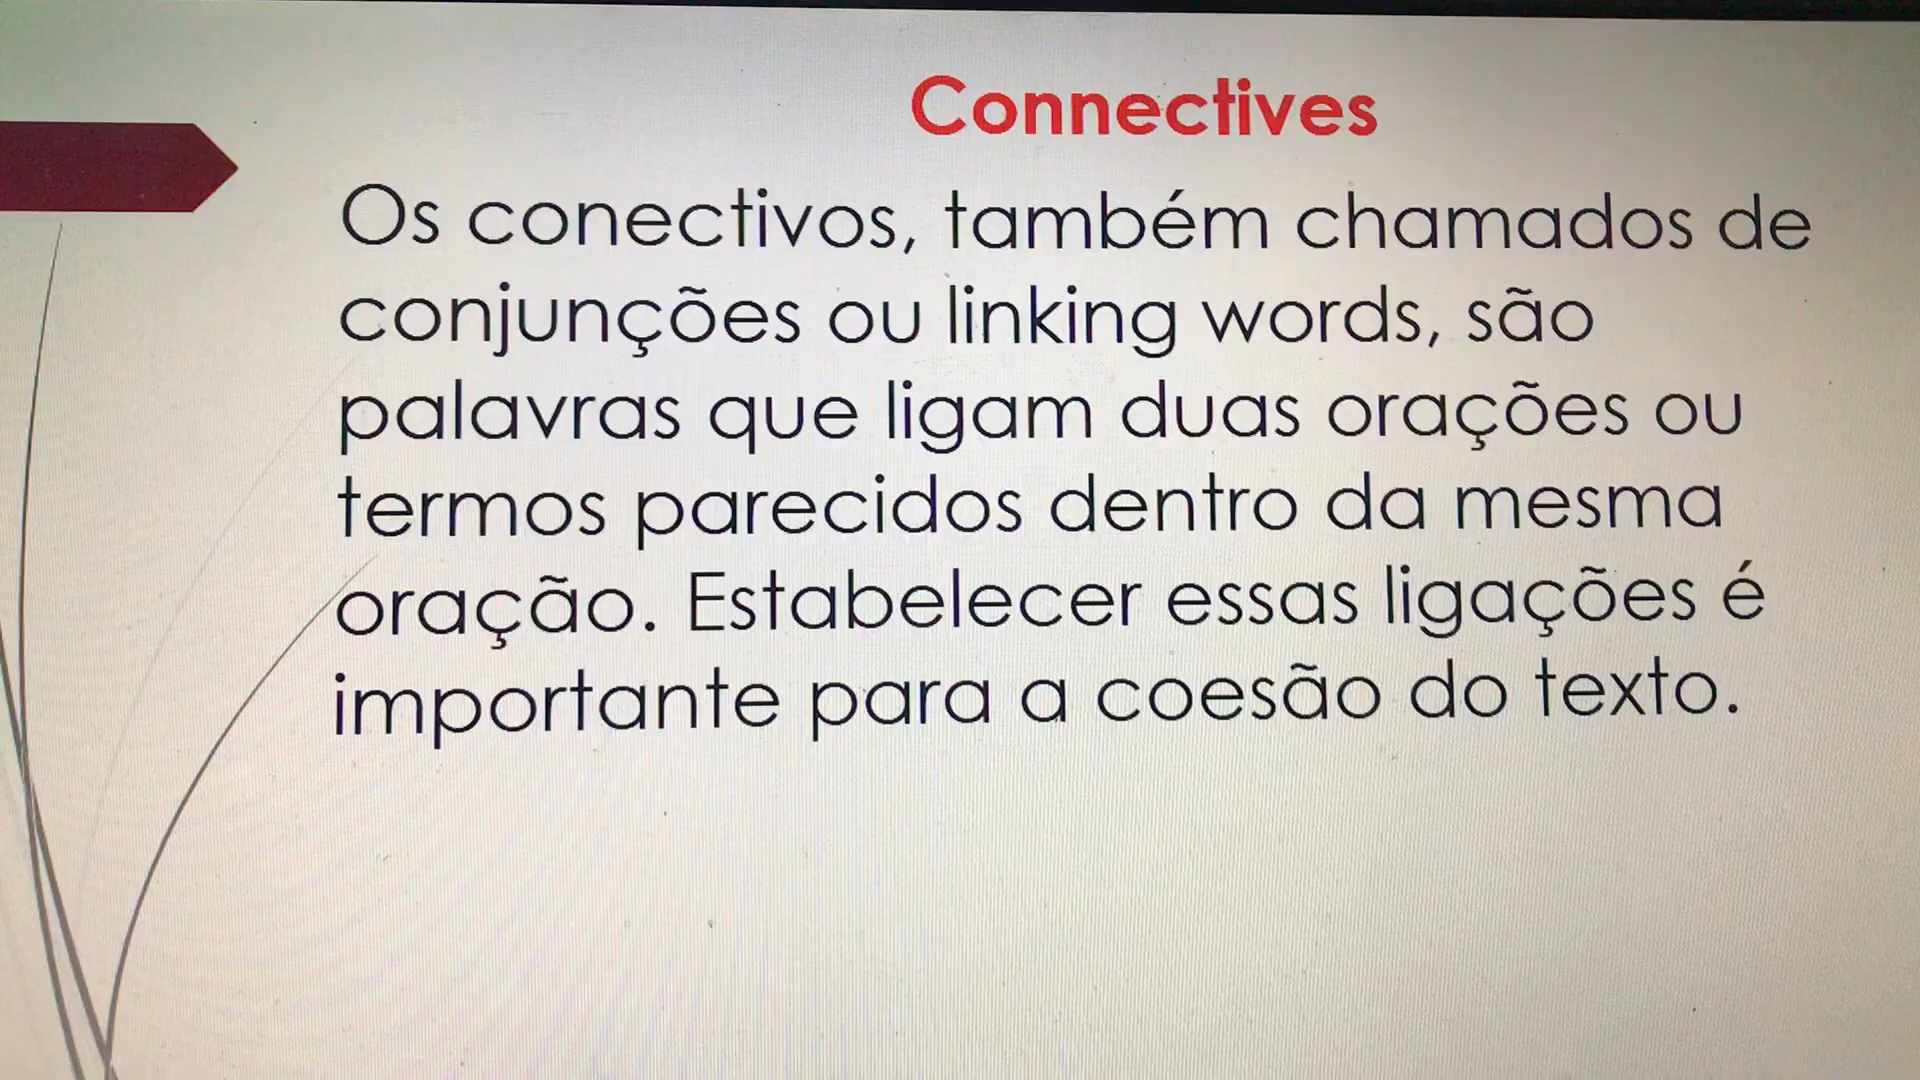 Connectives
Os conectivos, também chamados de
conjunções ou linking words, são
palavras que ligam duas orações ou
termos parecidos dentro da mesma
oração. Estabelecer essas ligações é
importante para a coesão do texto.